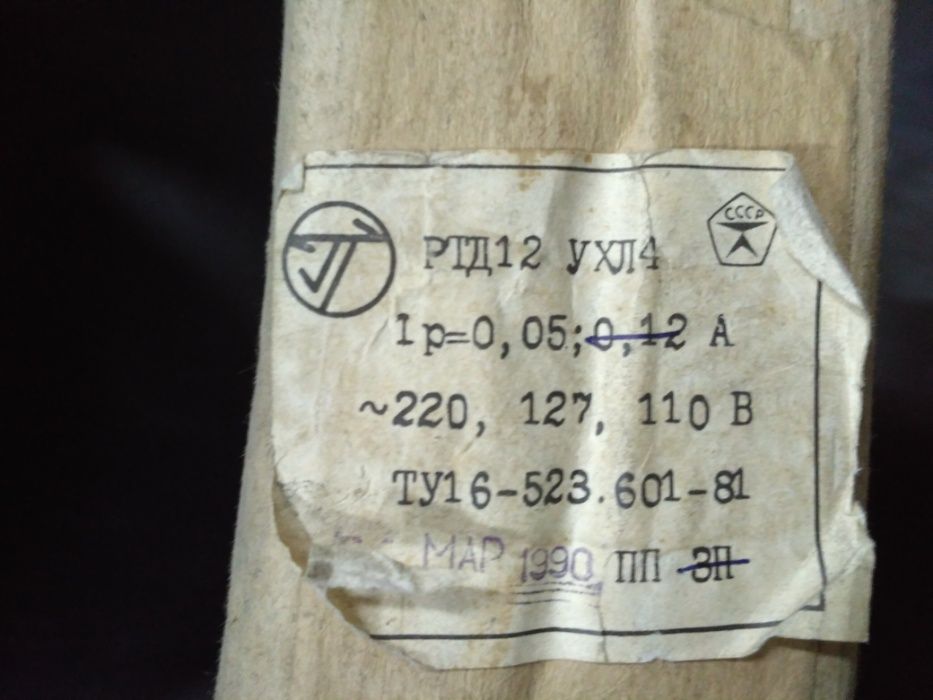 СССР
РТД12 УХЛ4
Iр=0,05;0,12 А
~220, 127, 110 В
ТУ16-523.601-81
МАР 1990 ПП ЗП